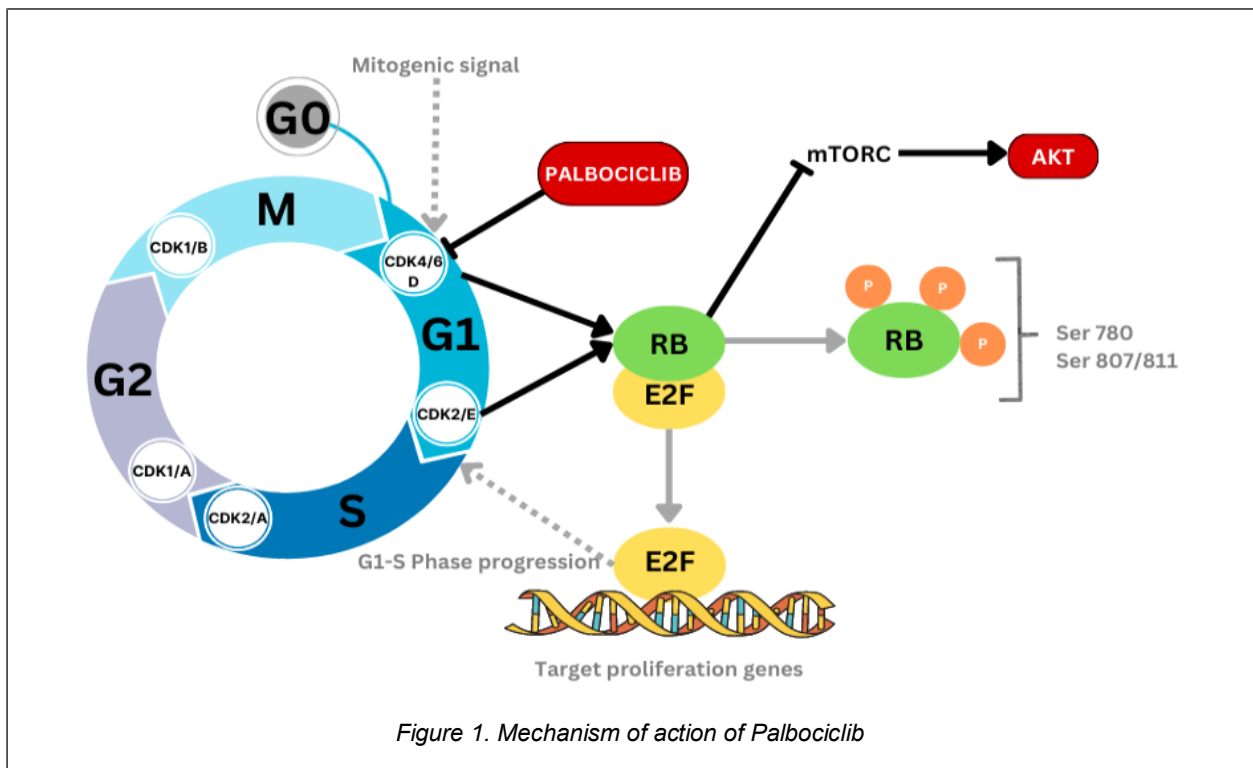 Mitogenic signal
G0
PALBOCICLIB
mTORC
AKT
M
CDK1/B
CDK4/6
D
P
P
P
G1
RB
RB
Ser 780
Ser 807/811
G2
E2F
CDK2/E
CDK1/A
CDK2/A
S
G1-S Phase progression
E2F
Target proliferation genes
Figure 1. Mechanism of action of Palbociclib